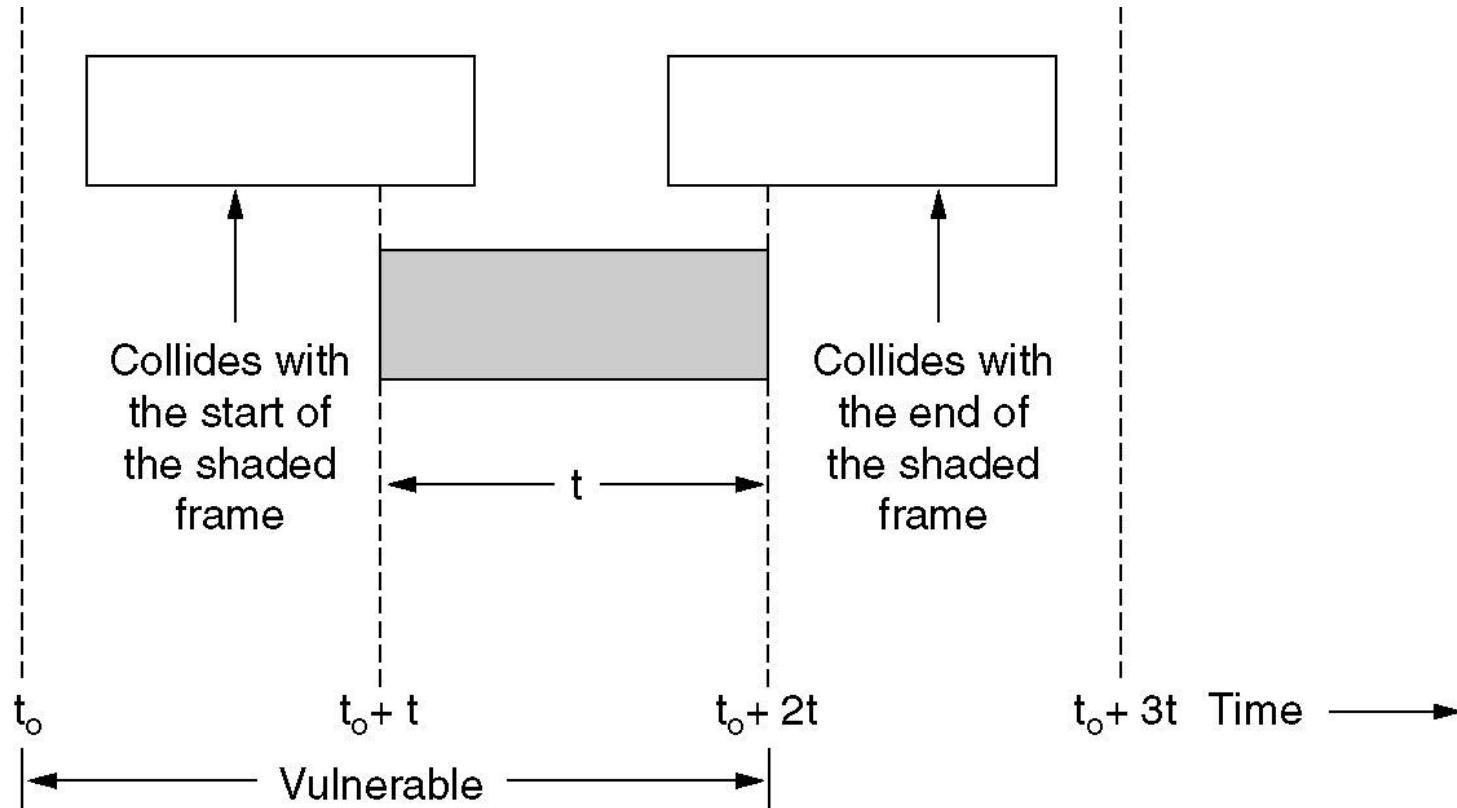 Collides with
the start of
the shaded
frame
Collides with
the end of
the shaded
frame
t
tₒ
tₒ+ t
tₒ+ 2t
tₒ+ 3t Time
Vulnerable